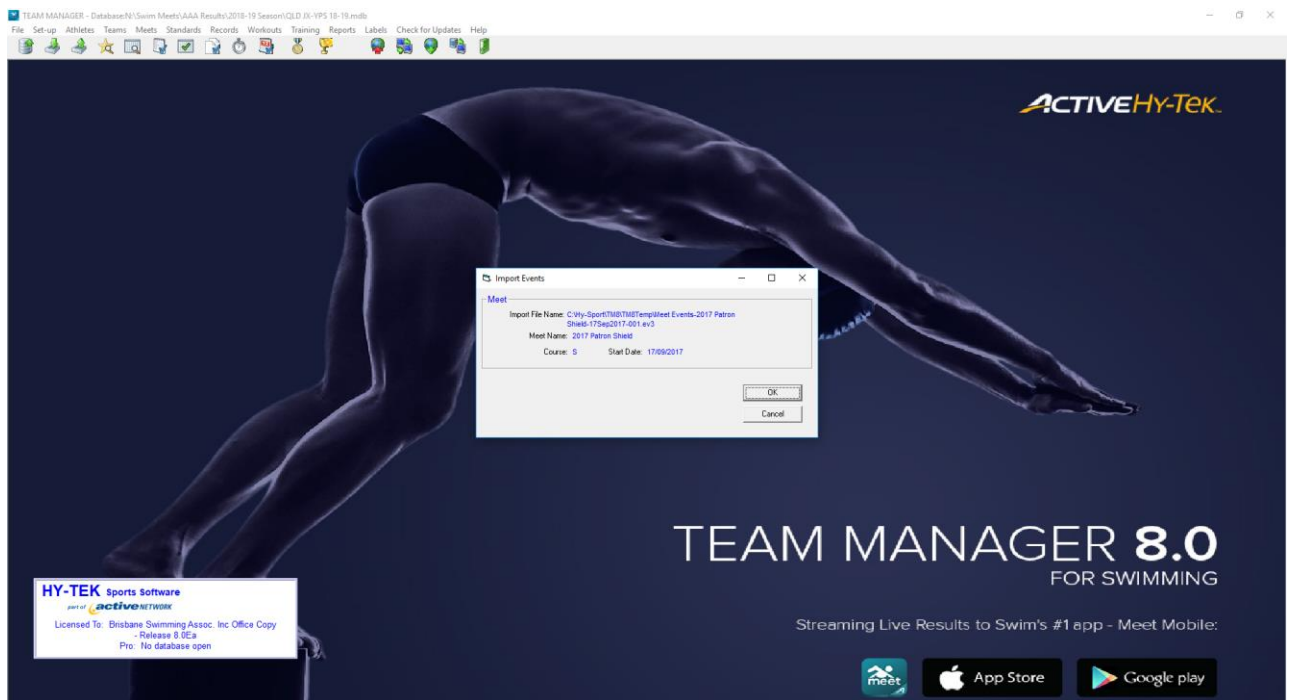 TEAM MANAGER - Database:N:\Swim Meets\AAA Results\2018-19 Season\QLD JX-YPS 18-19.mdb
File Set-up Athletes Teams Meets Standards Records Workouts Training Reports Labels Check for Updates Help
ACTIVEHY-TEK
Import Events
Meet
Import File Name: C:\Hy-Sport\TM8\TM8Temp\Meet Events-2017 Patron
Shield-17Sep2017-001.ev3
Meet Name: 2017 Patron Shield
Course: S Start Date: 17/09/2017
OK
Cancel
TEAM MANAGER 8.0
FOR SWIMMING
HY-TEK Sports Software
part of active NETWORK
Licensed To: Brisbane Swimming Assoc. Inc Office Copy
- Release 8.0Ea
Pro: No database open
Streaming Live Results to Swim's #1 app - Meet Mobile:
meet
App Store
Google play